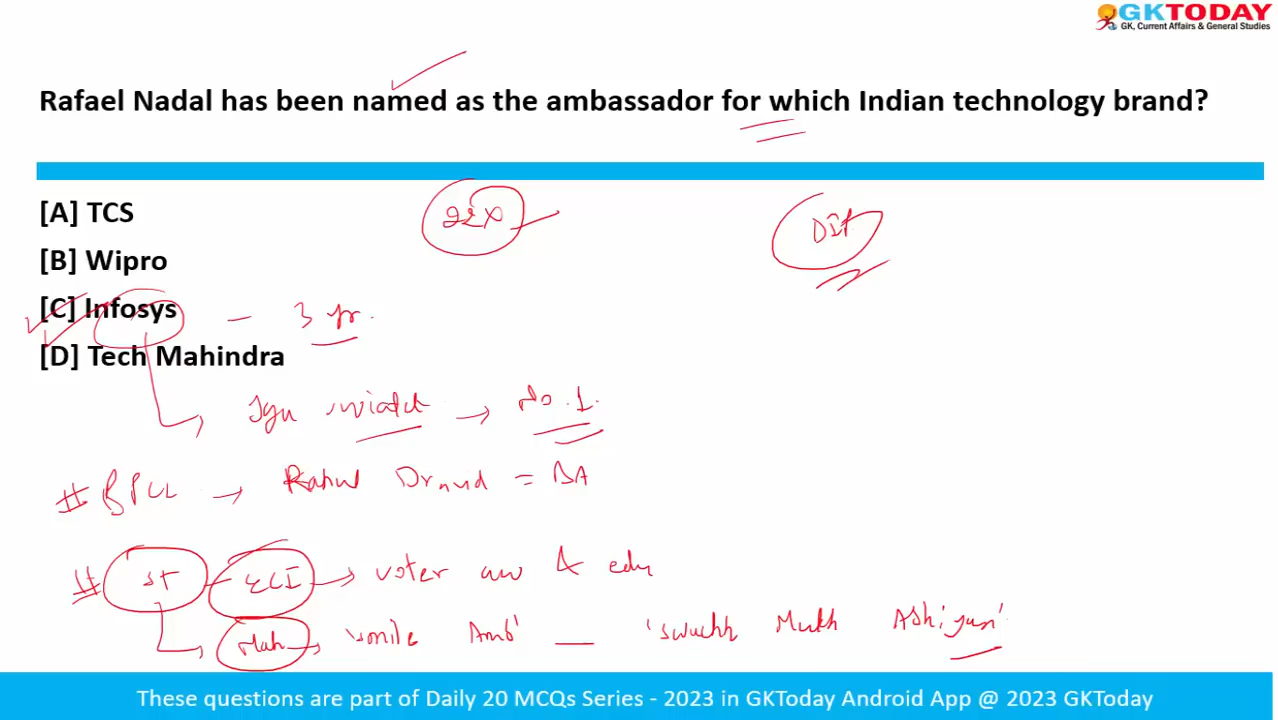 GKTODAY
GK, Current Affairs & General Studies
Rafael Nadal has been named as the ambassador for which Indian technology brand?
[A] TCS
[B] Wipro
[C] Infosys - 3 yr.
[D] Tech Mahindra
→ No.1.
# BPCL → Rahul Dravid = BA
# ST - ECI → voter aw & edu
Mah → 'smile Amb' — 'swachh Mukh Abhiyan'
These questions are part of Daily 20 MCQs Series - 2023 in GKToday Android App @ 2023 GKToday